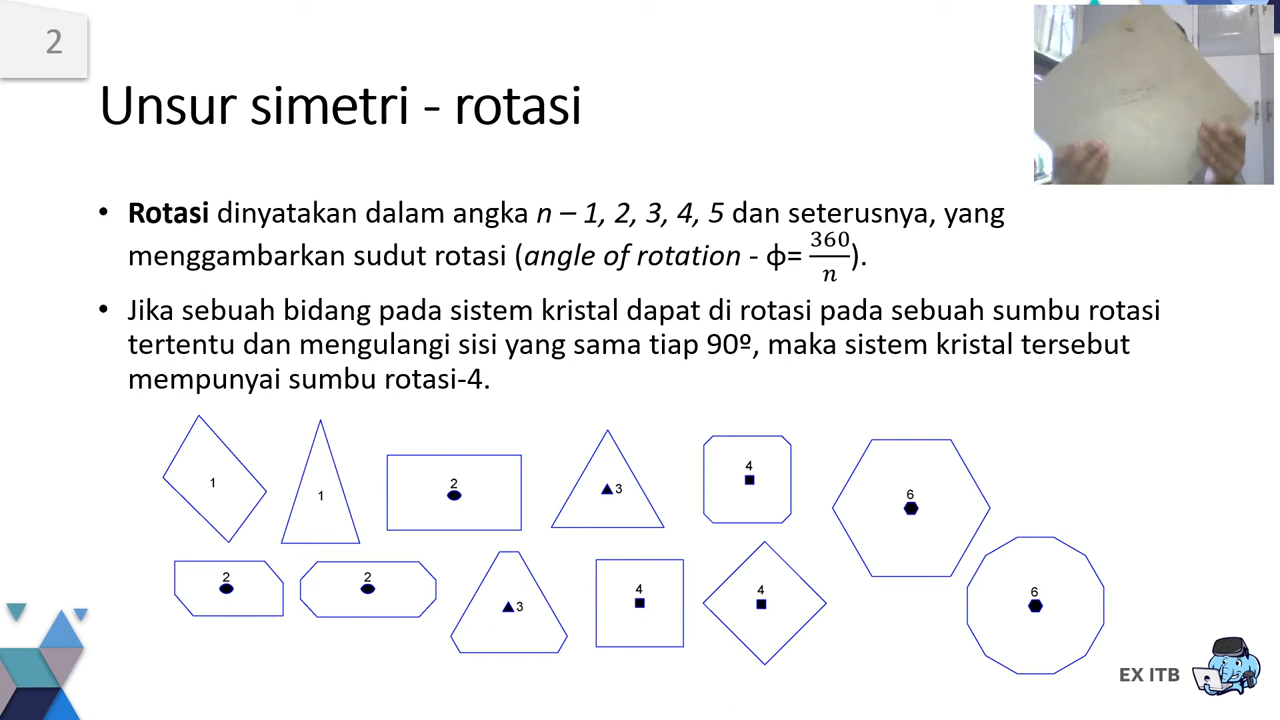 2
Unsur simetri - rotasi
• Rotasi dinyatakan dalam angka n – 1, 2, 3, 4, 5 dan seterusnya, yang
menggambarkan sudut rotasi (angle of rotation - ɸ= 360/n).
• Jika sebuah bidang pada sistem kristal dapat di rotasi pada sebuah sumbu rotasi
tertentu dan mengulangi sisi yang sama tiap 90º, maka sistem kristal tersebut
mempunyai sumbu rotasi-4.
1 1 2 3 4 6
2 2 3 4 4 6
EX ITB